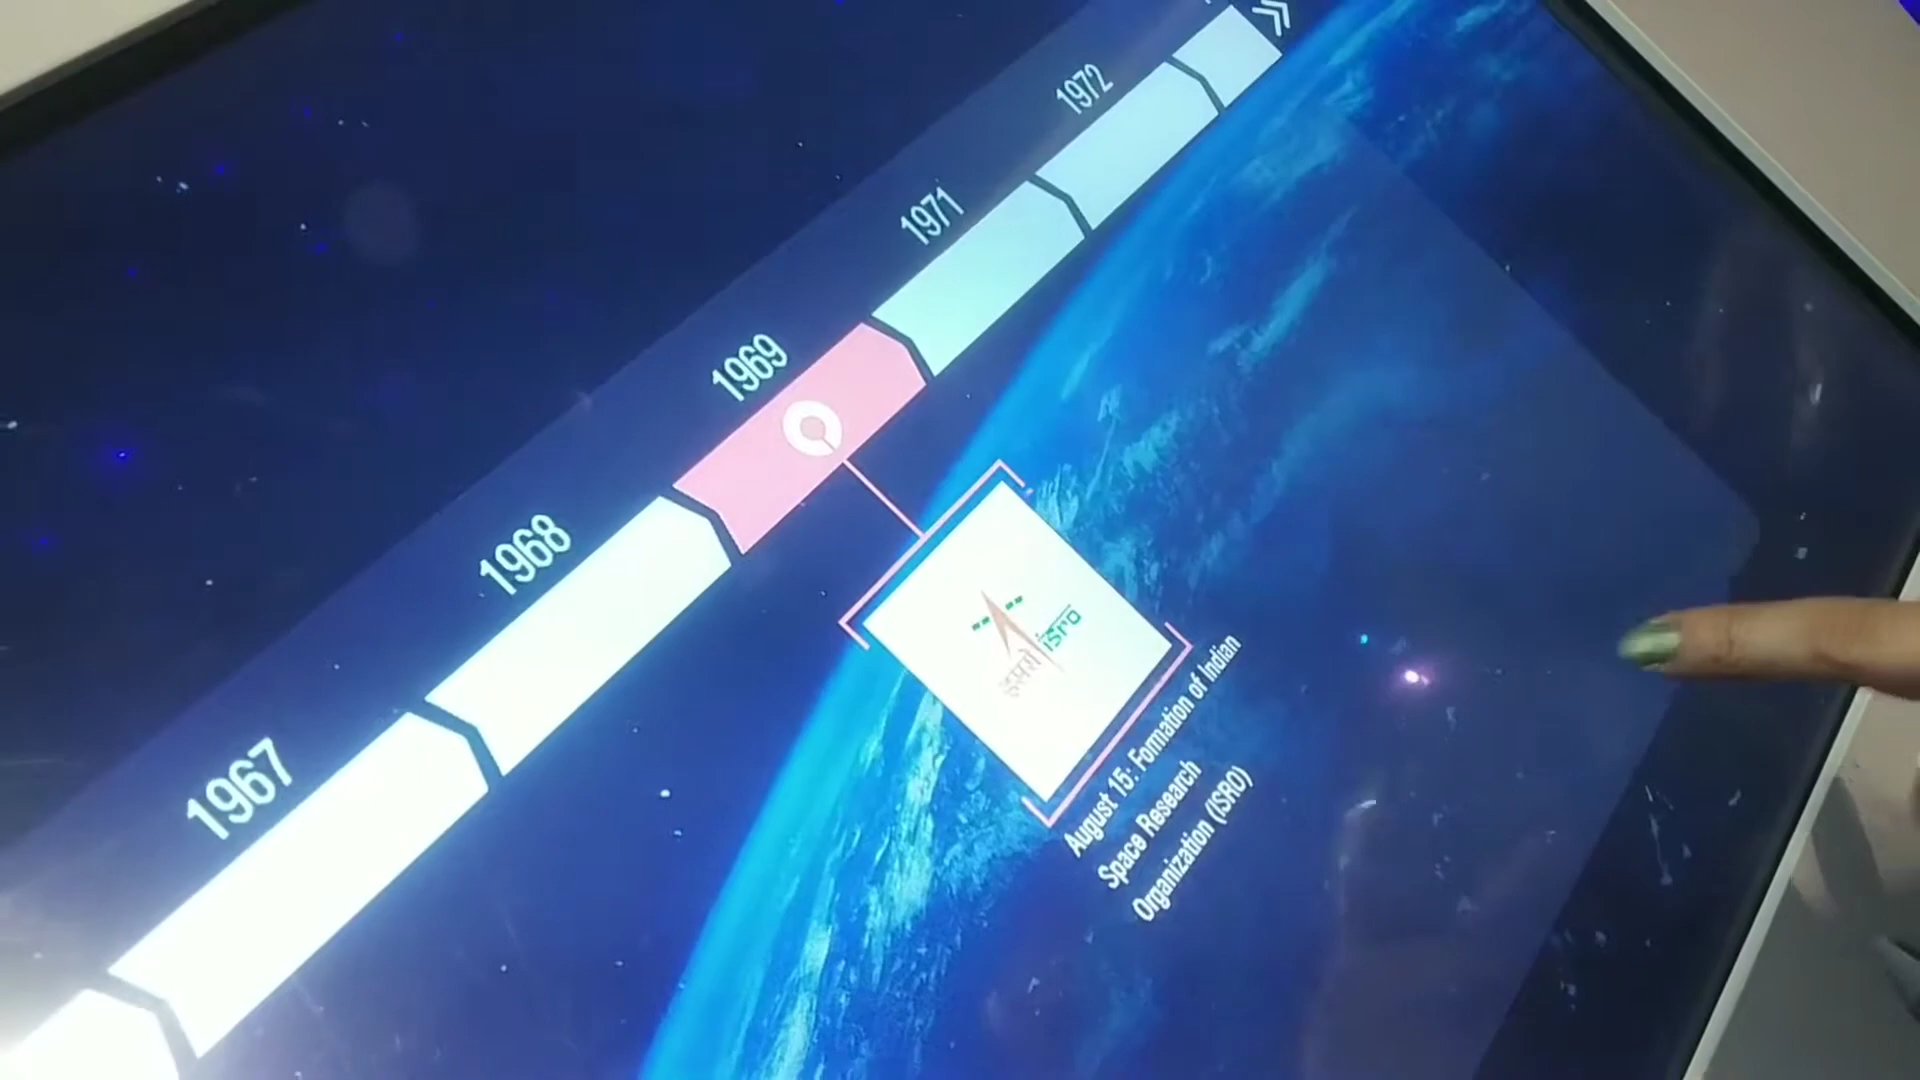 1967
1968
1969
1971
1972
इसरो isro
August 15: Formation of Indian
Space Research
Organization (ISRO)